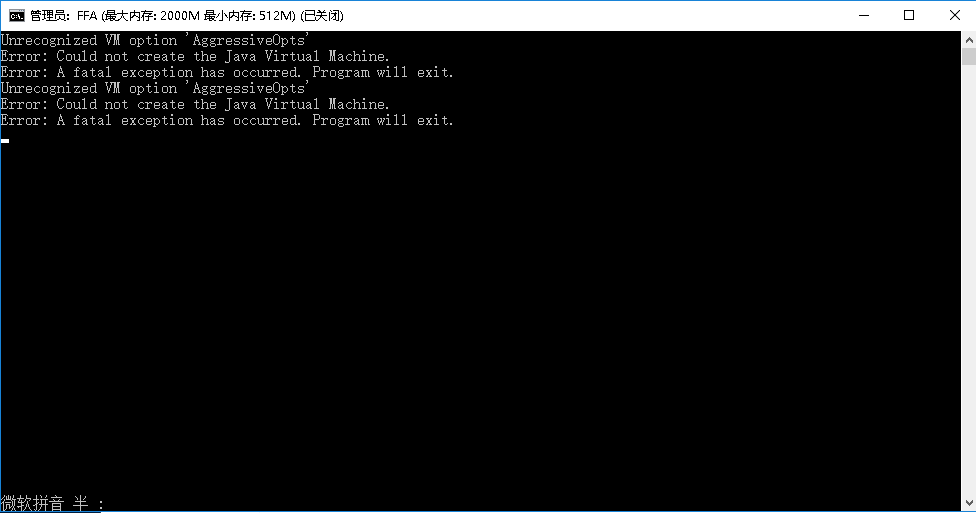 管理员: FFA (最大内存: 2000M 最小内存: 512M) (已关闭)
Unrecognized VM option 'AggressiveOpts'
Error: Could not create the Java Virtual Machine.
Error: A fatal exception has occurred. Program will exit.
Unrecognized VM option 'AggressiveOpts'
Error: Could not create the Java Virtual Machine.
Error: A fatal exception has occurred. Program will exit.
微软拼音 半 :